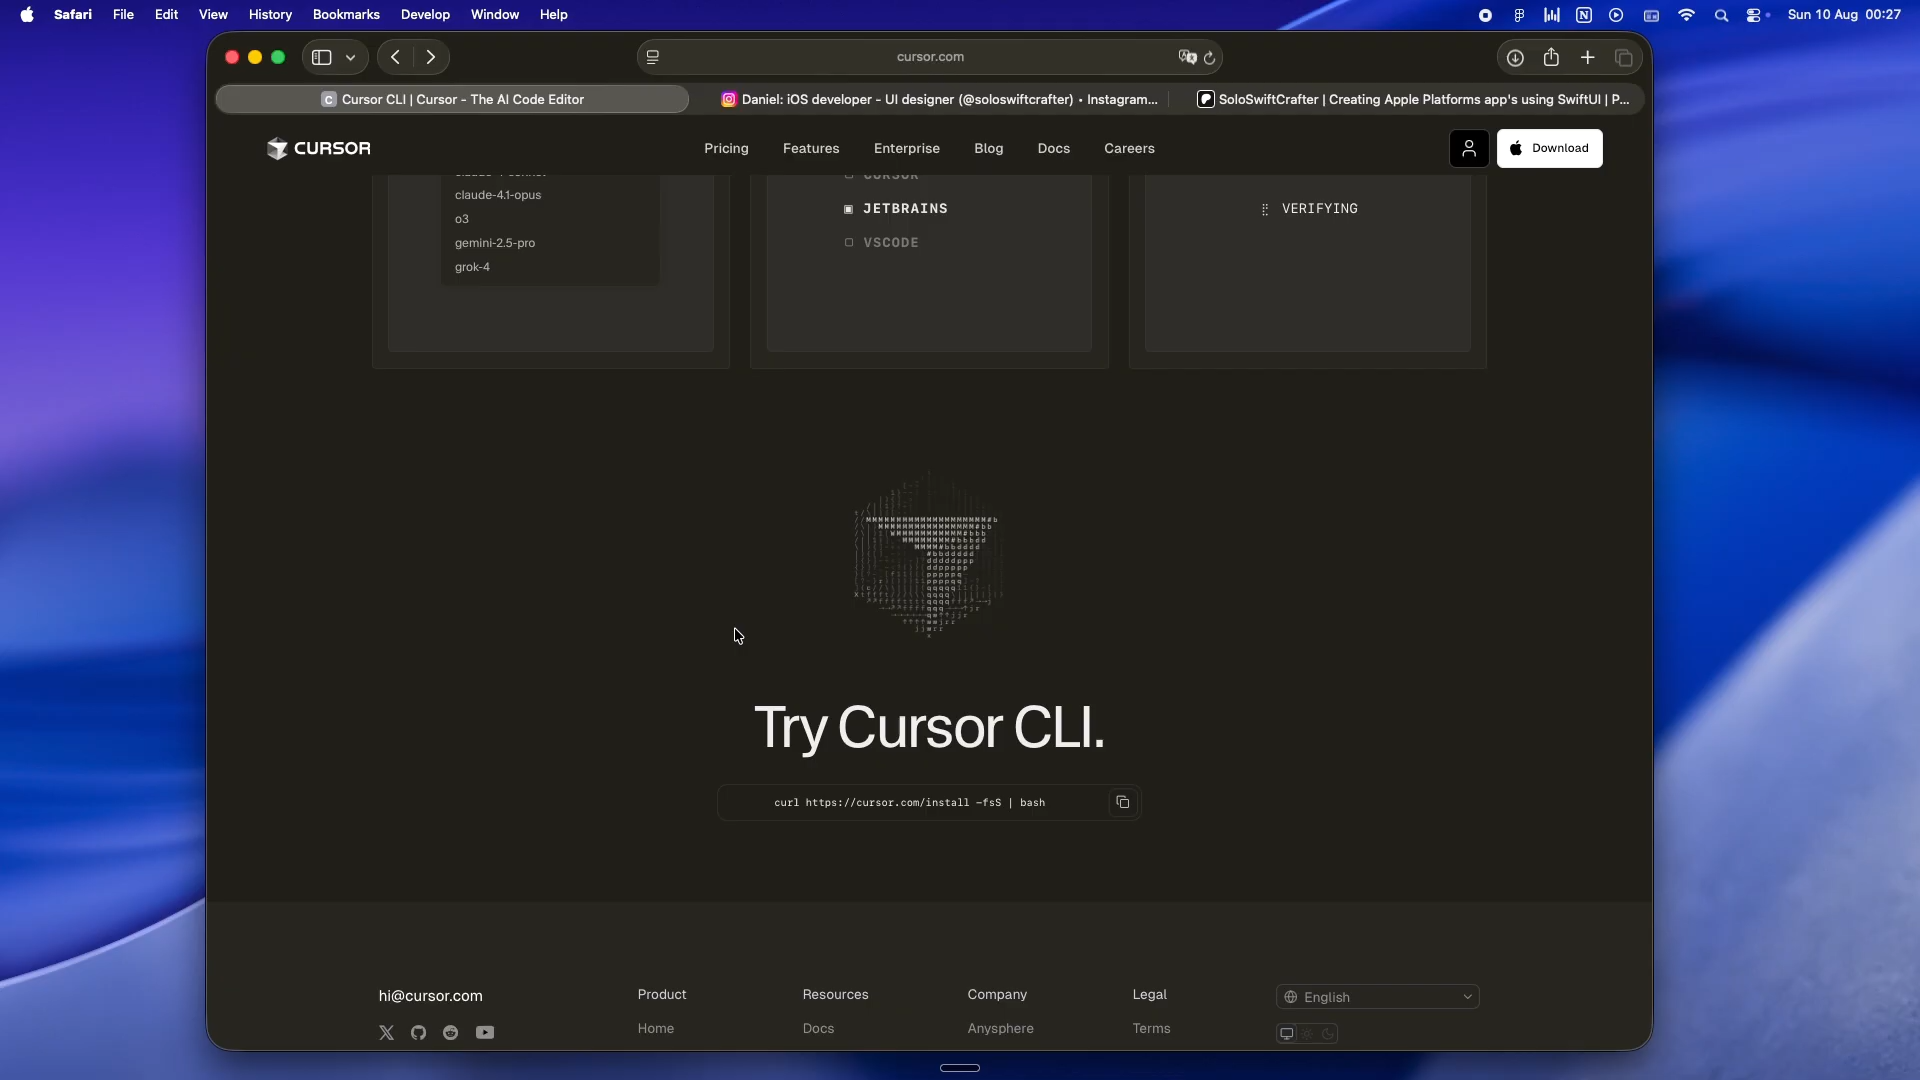 Safari File Edit View History Bookmarks Develop Window Help
Sun 10 Aug 00:27
cursor.com
Cursor CLI | Cursor - The AI Code Editor
Daniel: iOS developer - UI designer (@soloswiftcrafter) • Instagram...
SoloSwiftCrafter | Creating Apple Platforms app's using SwiftUI | P...
CURSOR
Pricing Features Enterprise Blog Docs Careers
Download
claude-4.1-opus
o3
gemini-2.5-pro
grok-4
CURSOR
JETBRAINS
VSCODE
VERIFYING
Try Cursor CLI.
curl https://cursor.com/install -fsS | bash
hi@cursor.com
Product
Home
Resources
Docs
Company
Anysphere
Legal
Terms
English